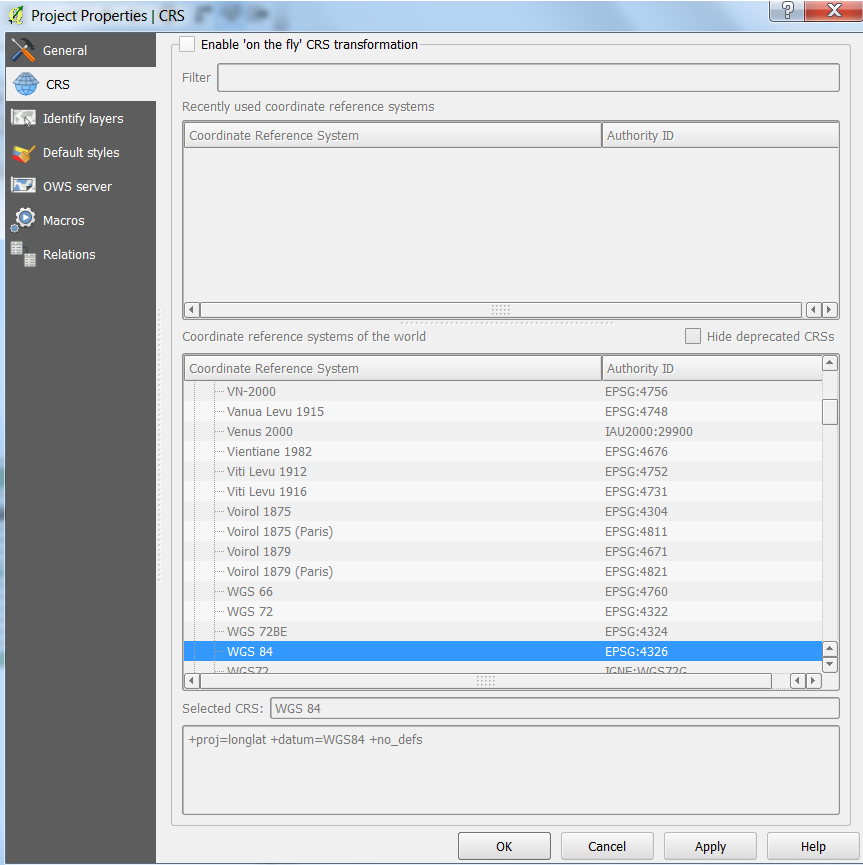 Project Properties | CRS
General
CRS
Identify layers
Default styles
OWS server
Macros
Relations
Enable 'on the fly' CRS transformation
Filter
Recently used coordinate reference systems
Coordinate Reference System Authority ID
Coordinate reference systems of the world Hide deprecated CRSs
Coordinate Reference System Authority ID
VN-2000 EPSG:4756
Vanua Levu 1915 EPSG:4748
Venus 2000 IAU2000:29900
Vientiane 1982 EPSG:4676
Viti Levu 1912 EPSG:4752
Viti Levu 1916 EPSG:4731
Voirol 1875 EPSG:4304
Voirol 1875 (Paris) EPSG:4811
Voirol 1879 EPSG:4671
Voirol 1879 (Paris) EPSG:4821
WGS 66 EPSG:4760
WGS 72 EPSG:4322
WGS 72BE EPSG:4324
WGS 84 EPSG:4326
WGS72 IGNF:WGS72G
Selected CRS: WGS 84
+proj=longlat +datum=WGS84 +no_defs
OK Cancel Apply Help